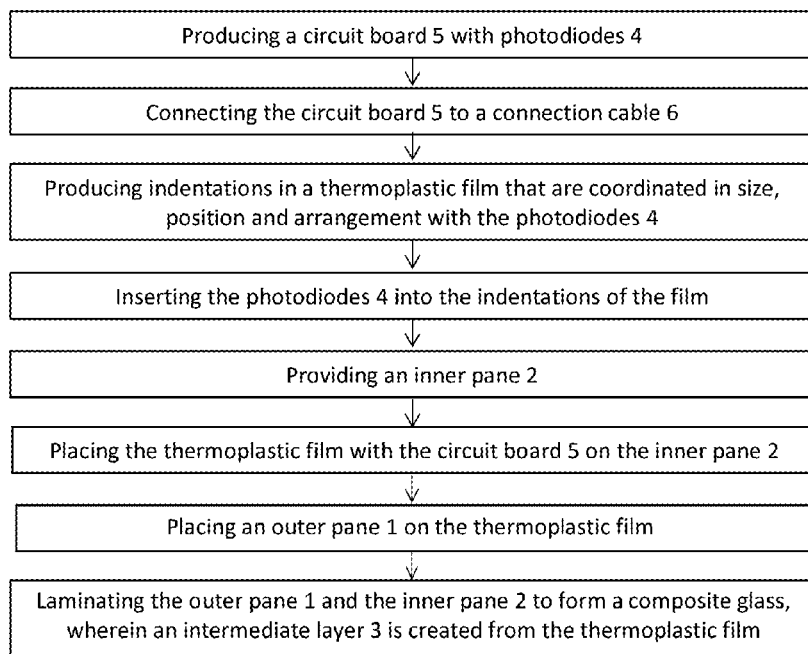 Producing a circuit board 5 with photodiodes 4
Connecting the circuit board 5 to a connection cable 6
Producing indentations in a thermoplastic film that are coordinated in size,
position and arrangement with the photodiodes 4
Inserting the photodiodes 4 into the indentations of the film
Providing an inner pane 2
Placing the thermoplastic film with the circuit board 5 on the inner pane 2
Placing an outer pane 1 on the thermoplastic film
Laminating the outer pane 1 and the inner pane 2 to form a composite glass,
wherein an intermediate layer 3 is created from the thermoplastic film